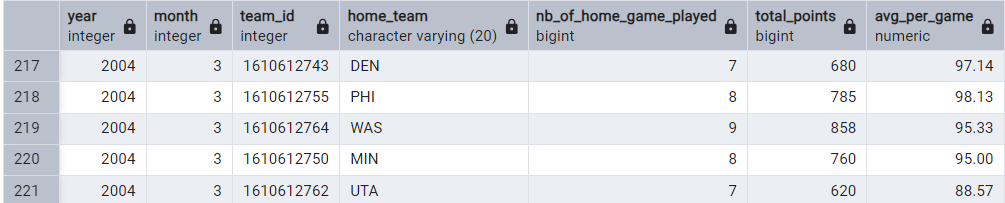 year month team_id home_team nb_of_home_game_played total_points avg_per_game
integer integer integer character varying (20) bigint bigint numeric
217 2004 3 1610612743 DEN 7 680 97.14
218 2004 3 1610612755 PHI 8 785 98.13
219 2004 3 1610612764 WAS 9 858 95.33
220 2004 3 1610612750 MIN 8 760 95.00
221 2004 3 1610612762 UTA 7 620 88.57